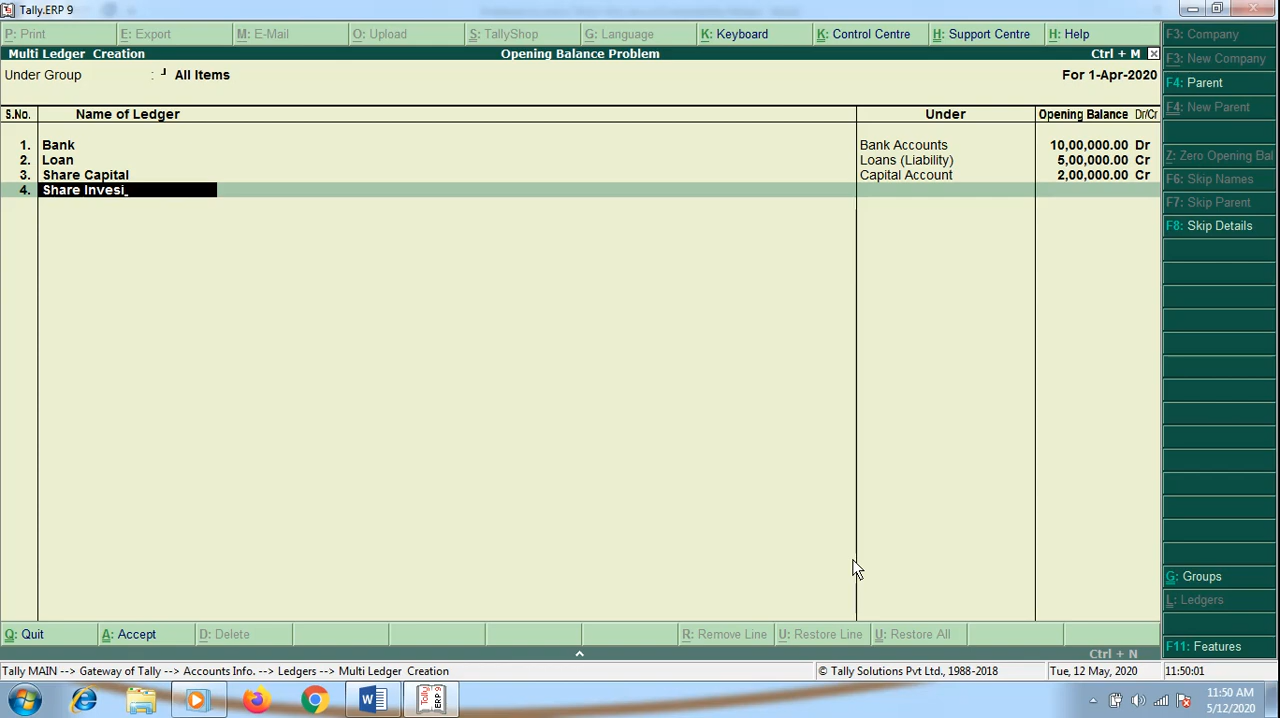 Tally.ERP 9
P: Print E: Export M: E-Mail O: Upload S: TallyShop G: Language K: Keyboard K: Control Centre H: Support Centre H: Help F3: Company
Multi Ledger Creation Opening Balance Problem Ctrl + M F3: New Company
Under Group : ┘ All Items For 1-Apr-2020 F4: Parent
F4: New Parent
S.No. Name of Ledger Under Opening Balance Dr/Cr
1. Bank Bank Accounts 10,00,000.00 Dr Z: Zero Opening Bal
2. Loan Loans (Liability) 5,00,000.00 Cr
3. Share Capital Capital Account 2,00,000.00 Cr F6: Skip Names
4. Share Invesi
F7: Skip Parent
F8: Skip Details
G: Groups
L: Ledgers
Q: Quit A: Accept D: Delete R: Remove Line U: Restore Line U: Restore All
F11: Features
Ctrl + N
Tally MAIN --> Gateway of Tally --> Accounts Info. --> Ledgers --> Multi Ledger Creation © Tally Solutions Pvt Ltd., 1988-2018 Tue, 12 May, 2020 11:50:01
W Tally ERP 11:50 AM
5/12/2020